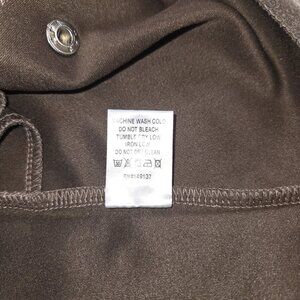 MACHINE WASH COLD
DO NOT BLEACH
TUMBLE DRY LOW
IRON LOW
DO NOT DRY CLEAN